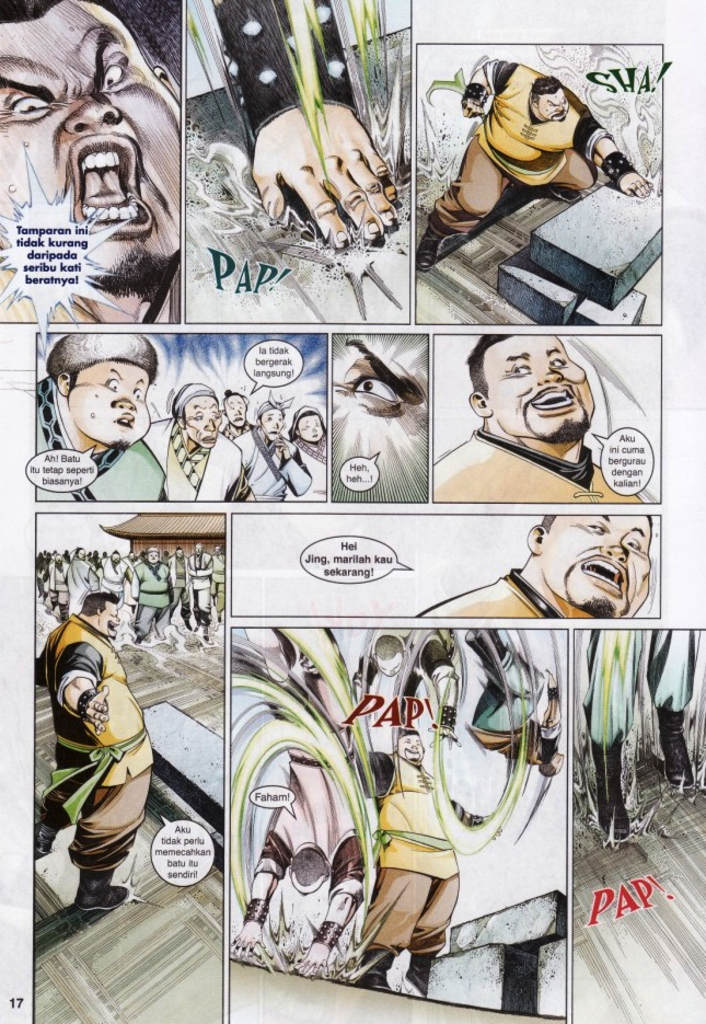 Tamparan ini
tidak kurang
daripada
seribu kati
beratnya!
PAP!
SHA!
Ah! Batu
itu tetap seperti
biasanya!
Ia tidak
bergerak
langsung!
Heh,
heh...!
Aku
ini cuma
bergurau
dengan
kalian!
Hei
Jing, marilah kau
sekarang!
Aku
tidak perlu
memecahkan
batu itu
sendiri!
Faham!
PAP!
PAP!
17